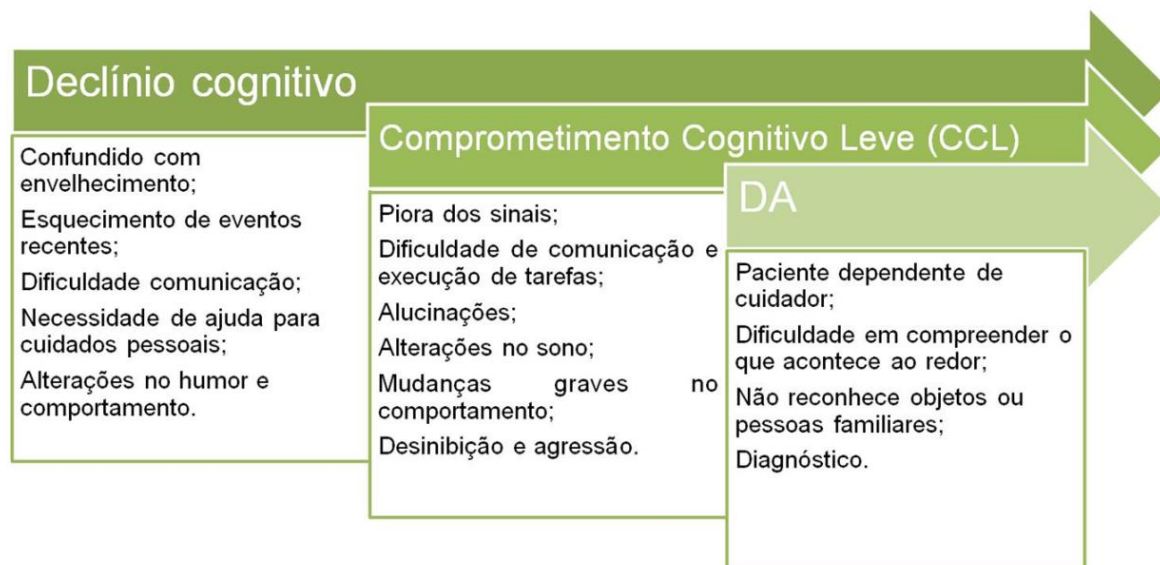 Declínio cognitivo
Confundido com
envelhecimento;
Esquecimento de eventos
recentes;
Dificuldade comunicação;
Necessidade de ajuda para
cuidados pessoais;
Alterações no humor e
comportamento.
Comprometimento Cognitivo Leve (CCL)
Piora dos sinais;
Dificuldade de comunicação e
execução de tarefas;
Alucinações;
Alterações no sono;
Mudanças graves no
comportamento;
Desinibição e agressão.
DA
Paciente dependente de
cuidador;
Dificuldade em compreender o
que acontece ao redor;
Não reconhece objetos ou
pessoas familiares;
Diagnóstico.